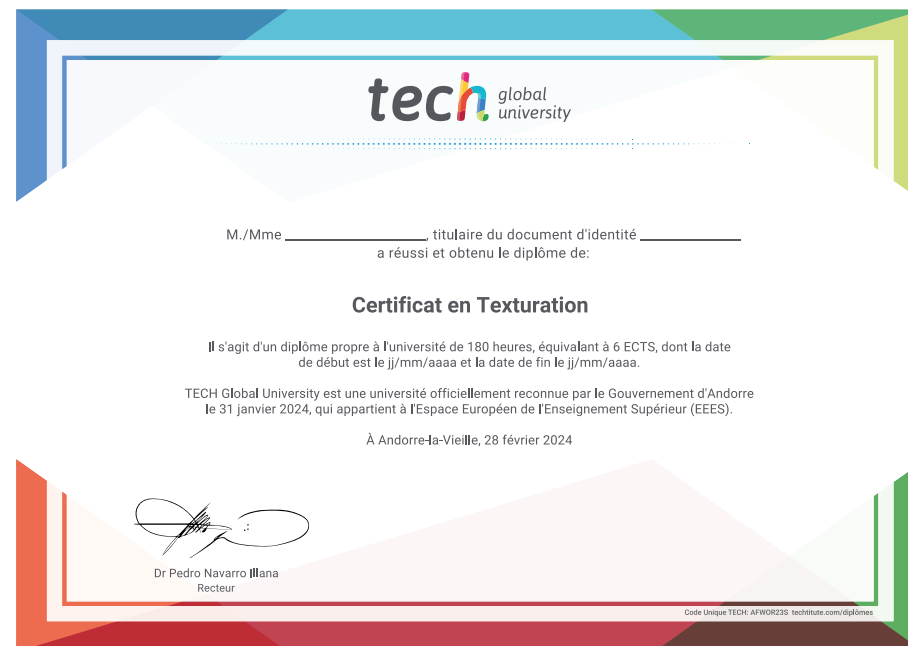 tech global university
M./Mme ____________________, titulaire du document d'identité ______________
a réussi et obtenu le diplôme de:
Certificat en Texturation
Il s'agit d'un diplôme propre à l'université de 180 heures, équivalant à 6 ECTS, dont la date
de début est le jj/mm/aaaa et la date de fin le jj/mm/aaaa.
TECH Global University est une université officiellement reconnue par le Gouvernement d'Andorre
le 31 janvier 2024, qui appartient à l'Espace Européen de l'Enseignement Supérieur (EEES).
À Andorre-la-Vieille, 28 février 2024
Dr Pedro Navarro Illana
Recteur
Code Unique TECH: AFWOR23S techtitute.com/diplômes